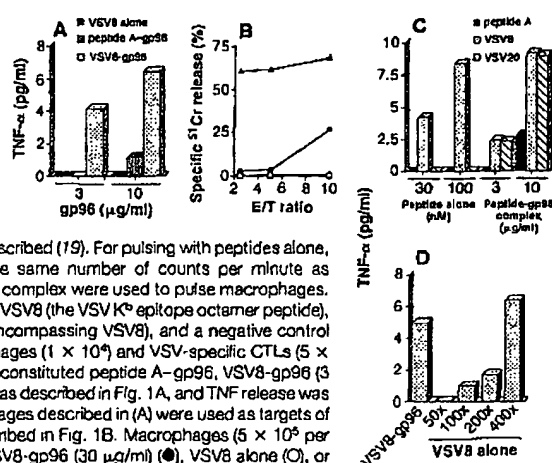 A
VSV8 alone
peptide A-gp96
VSV8-gp96
TNF-α (pg/ml)
8
6
4
2
0
3
10
gp96 (μg/ml)
B
Specific 51Cr release (%)
75
50
25
0
2
4
6
8
10
E/T ratio
C
peptide A
VSV8
VSV20
10
7.5
5.0
2.5
0
30
100
3
10
Peptide alone
(nM)
Peptide-gp96
complex
(μg/ml)
TNF-α (pg/ml)
D
8
6
4
2
0
VSV8-gp96
50x
100x
200x
400x
VSV8 alone
scribed (19). For pulsing with peptides alone,
e same number of counts per minute as
complex were used to pulse macrophages.
VSV8 (the VSV Kb epitope octamer peptide),
ncompassing VSV8), and a negative control
ages (1 × 10⁴) and VSV-specific CTLs (5 ×
constituted peptide A–gp96, VSV8-gp96 (3
as described in Fig. 1A, and TNF release was
ages described in (A) were used as targets of
ribed in Fig. 1B. Macrophages (5 × 10⁵ per
VSV8-gp96 (30 μg/ml) (●), VSV8 alone (O), or